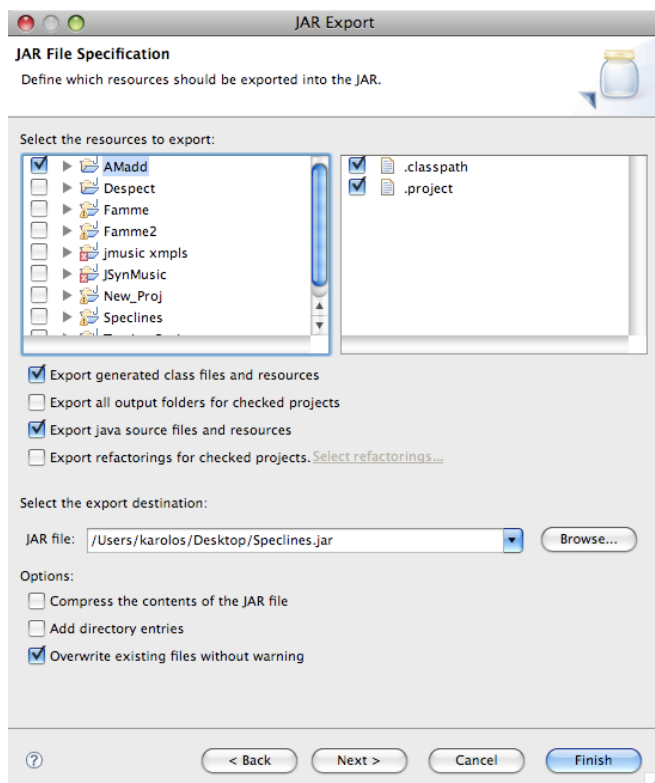 JAR Export
JAR File Specification
Define which resources should be exported into the JAR.
Select the resources to export:
AMadd
Despect
Famme
Famme2
jmusic xmpls
JSynMusic
New_Proj
Speclines
.classpath
.project
Export generated class files and resources
Export all output folders for checked projects
Export java source files and resources
Export refactorings for checked projects. Select refactorings...
Select the export destination:
JAR file: /Users/karolos/Desktop/Speclines.jar Browse...
Options:
Compress the contents of the JAR file
Add directory entries
Overwrite existing files without warning
? < Back Next > Cancel Finish